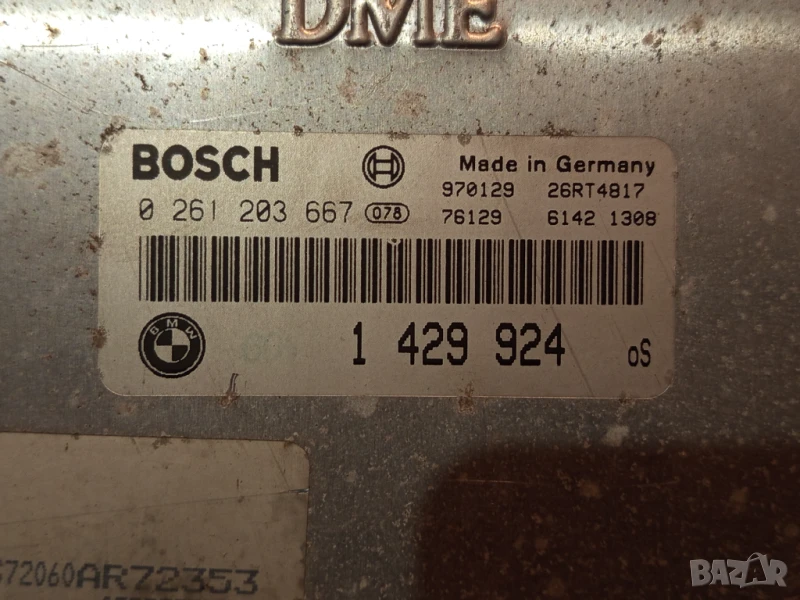 DME
BOSCH
Made in Germany
0 261 203 667 078
970129 26RT4817
76129 6142 1308
BMW
1 429 924 oS
72060AR72353
BAZAR